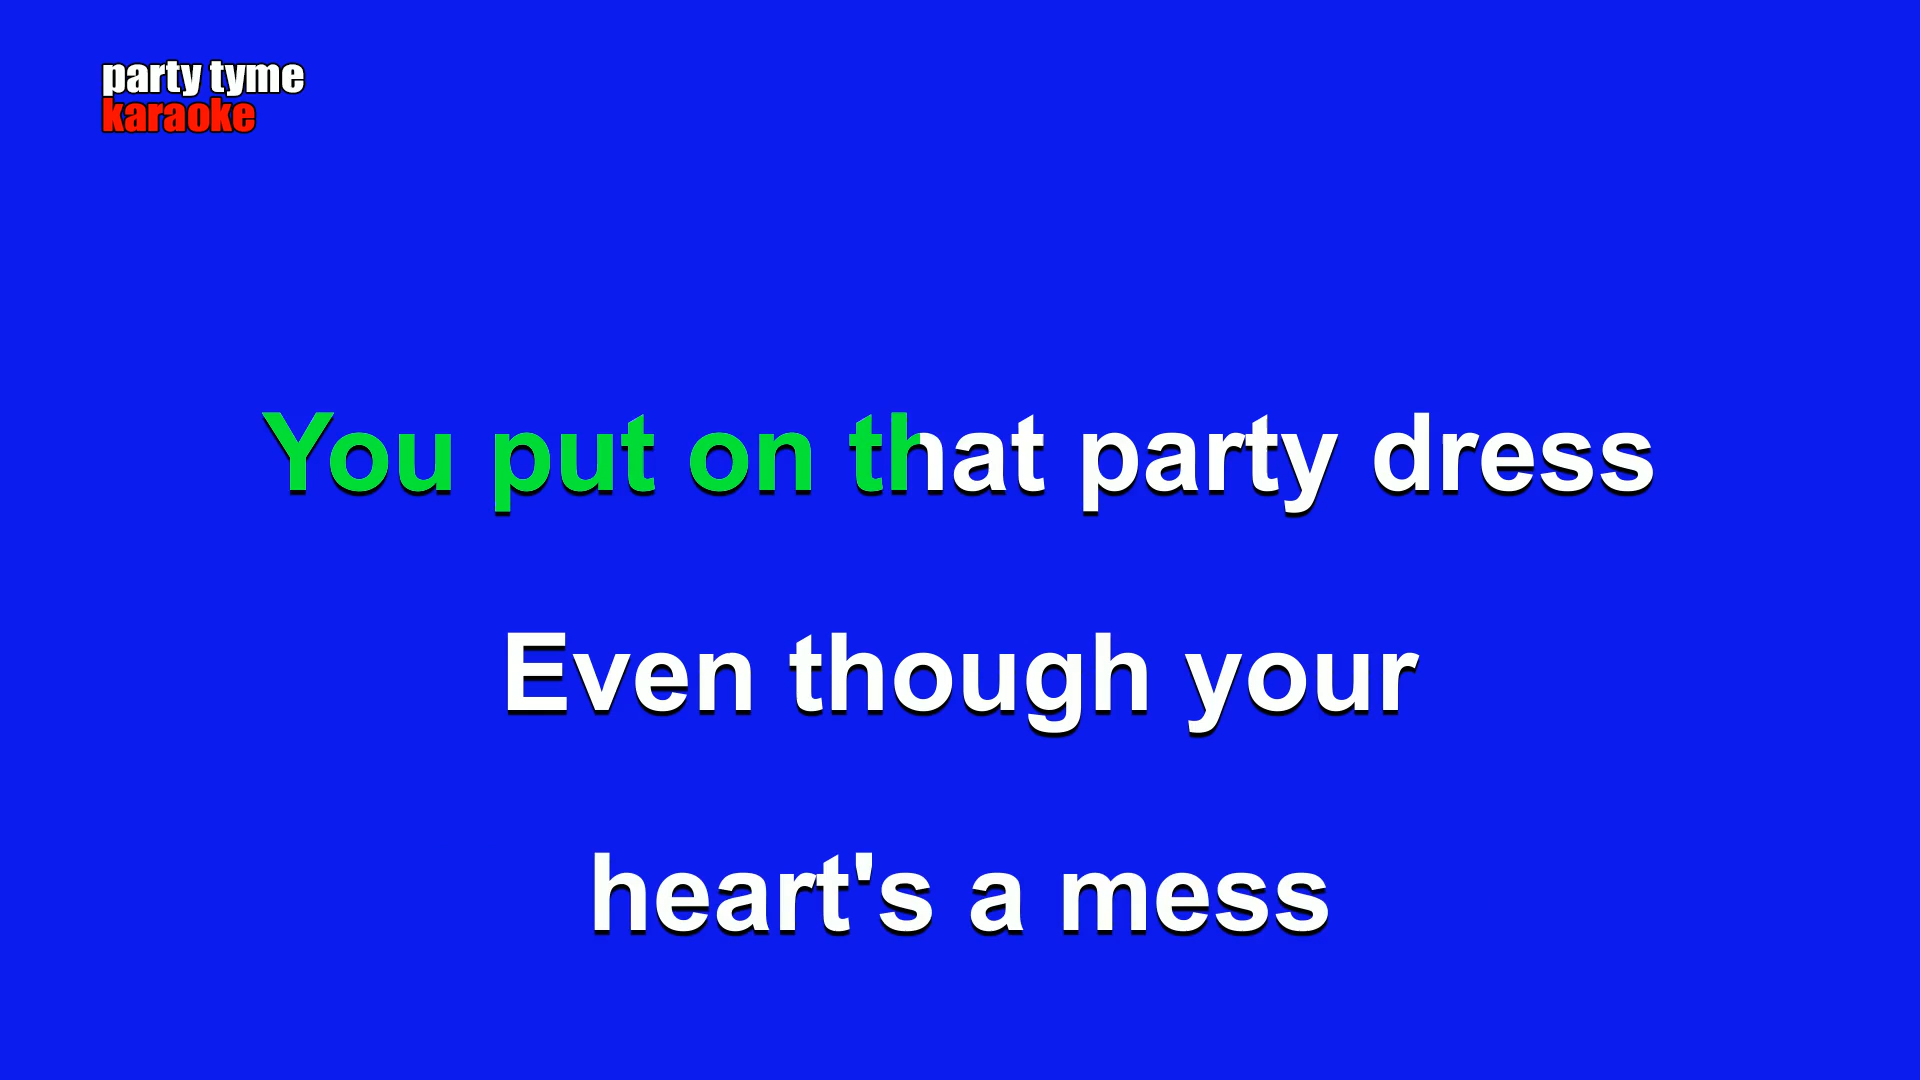 party tyme
karaoke
You put on that party dress
Even though your
heart's a mess